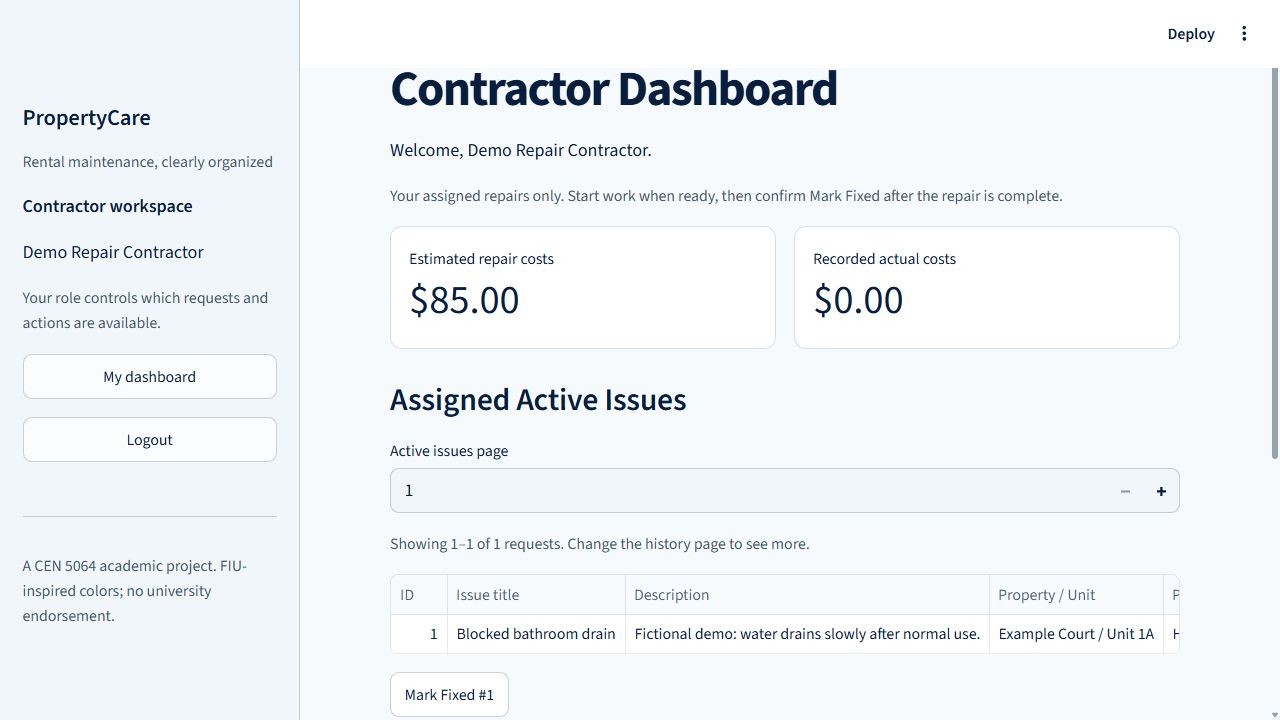 Deploy
PropertyCare
Rental maintenance, clearly organized
Contractor workspace
Demo Repair Contractor
Your role controls which requests and
actions are available.
My dashboard
Logout
A CEN 5064 academic project. FIU-
inspired colors; no university
endorsement.
Contractor Dashboard
Welcome, Demo Repair Contractor.
Your assigned repairs only. Start work when ready, then confirm Mark Fixed after the repair is complete.
Estimated repair costs
$85.00
Recorded actual costs
$0.00
Assigned Active Issues
Active issues page
1
Showing 1–1 of 1 requests. Change the history page to see more.
ID Issue title Description Property / Unit
1 Blocked bathroom drain Fictional demo: water drains slowly after normal use. Example Court / Unit 1A
Mark Fixed #1